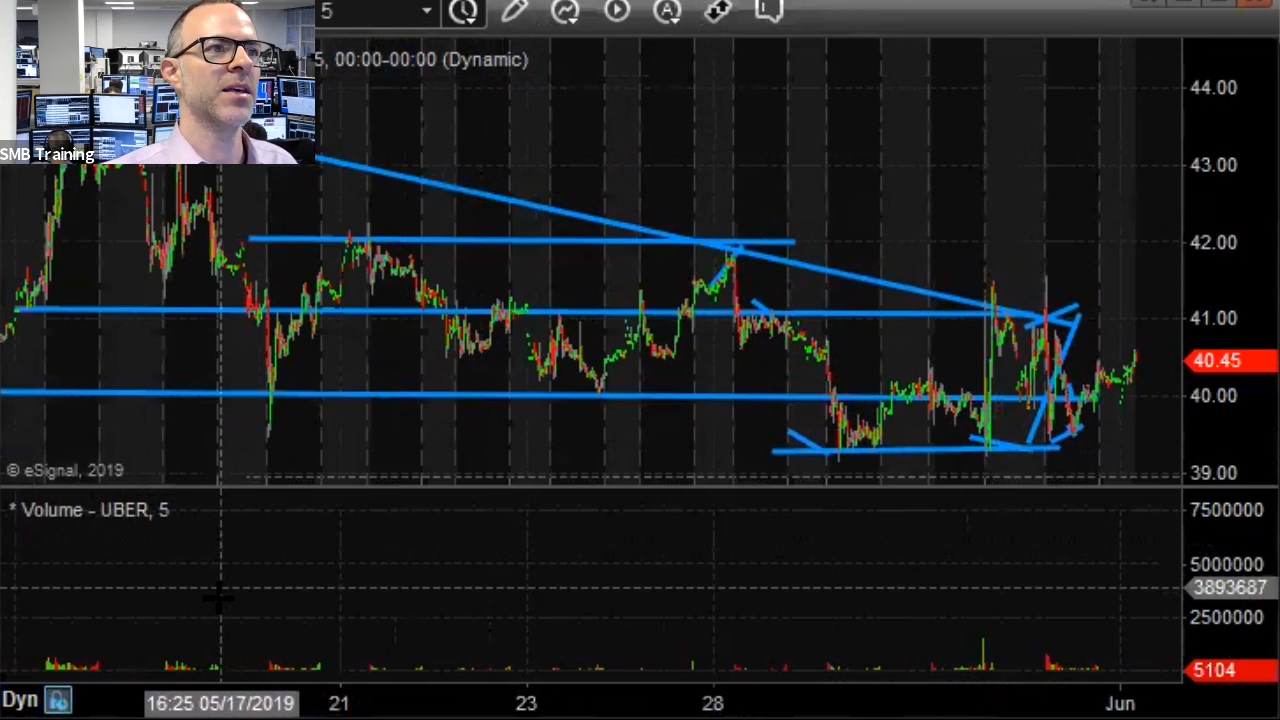 5
5, 00:00-00:00 (Dynamic)
SMB Training
44.00
43.00
42.00
41.00
40.45
40.00
39.00
© eSignal, 2019
* Volume - UBER, 5
7500000
5000000
3893687
2500000
5104
Dyn
16:25 05/17/2019
21
23
28
Jun